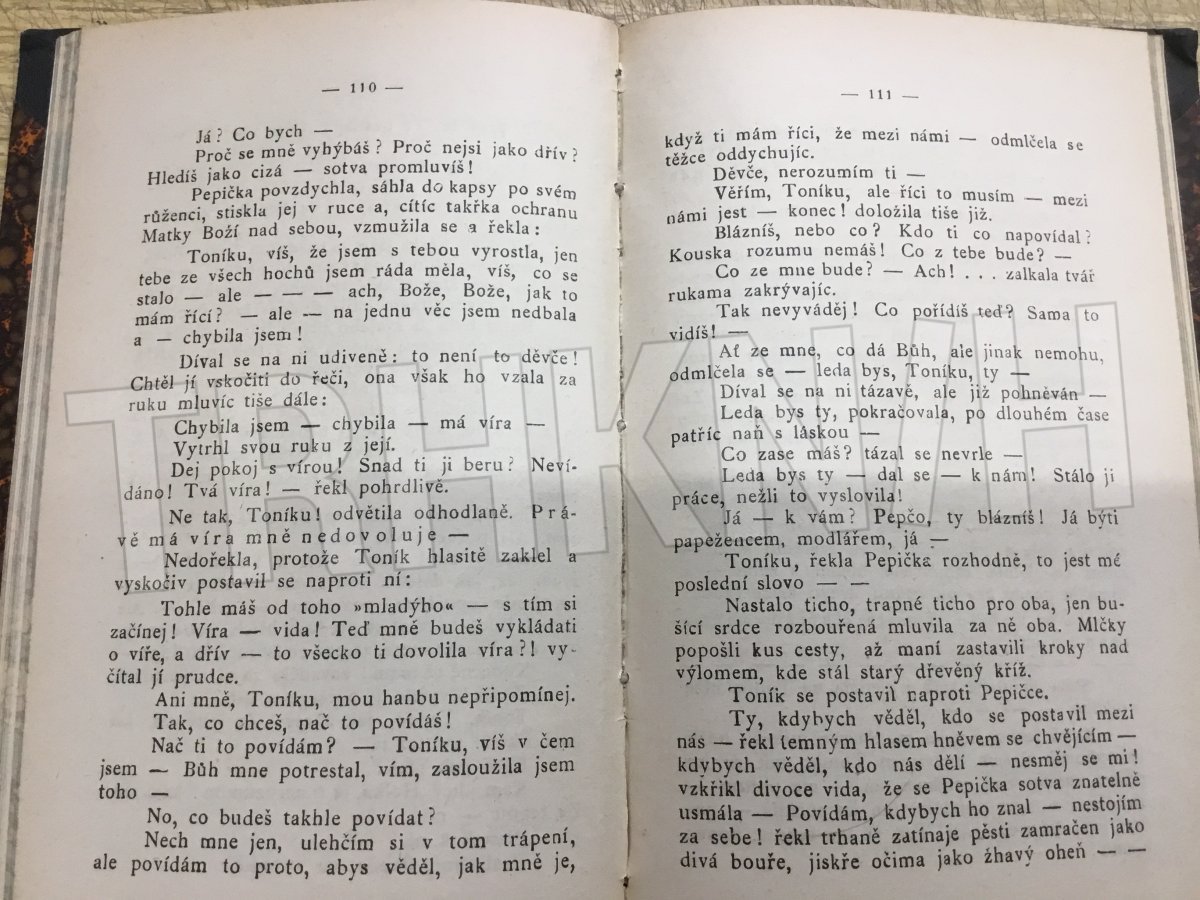 — 110 —
Já? Co bych —
Proč se mně vyhýbáš? Proč nejsi jako dřív?
Hledíš jako cizá — sotva promluvíš!
Pepička povzdychla, sáhla do kapsy po svém
růženci, stiskla jej v ruce a, cítíc takřka ochranu
Matky Boží nad sebou, vzmužila se a řekla:
Toníku, víš, že jsem s tebou vyrostla, jen
tebe ze všech hochů jsem ráda měla, víš, co se
stalo — ale — — — ach, Bože, Bože, jak to
mám říci? — ale — na jednu věc jsem nedbala
a — chybila jsem!
Díval se na ni udiveně: to není to děvče!
Chtěl jí vskočiti do řeči, ona však ho vzala za
ruku mluvíc tiše dále:
Chybila jsem — chybila — má víra —
Vytrhl svou ruku z její.
Dej pokoj s vírou! Snad ti ji beru? Neví-
dáno! Tvá víra! — řekl pohrdlivě.
Ne tak, Toníku! odvětila odhodlaně. Prá-
vě má víra mně nedovoluje —
Nedořekla, protože Toník hlasitě zaklel a
vyskočiv postavil se naproti ní:
Tohle máš od toho »mladýho« — s tím si
začínej! Víra — vida! Teď mně budeš vykládati
o víře, a dřív — to všecko ti dovolila víra?! vy-
čítal jí prudce.
Ani mně, Toníku, mou hanbu nepřipomínej.
Tak, co chceš, nač to povídáš!
Nač ti to povídám? — Toníku, víš v čem
jsem — Bůh mne potrestal, vím, zasloužila jsem
toho —
No, co budeš takhle povídat?
Nech mne jen, ulehčím si v tom trápení,
ale povídám to proto, abys věděl, jak mně je,
— 111 —
když ti mám říci, že mezi námi — odmlčela se
těžce oddychujíc.
Děvče, nerozumím ti —
Věřím, Toníku, ale říci to musím — mezi
námi jest — konec! doložila tiše již.
Blázníš, nebo co? Kdo ti co napovídal?
Kouska rozumu nemáš! Co z tebe bude? —
Co ze mne bude? — Ach! . . . zalkala tvář
rukama zakrývajíc.
Tak nevyváděj! Co pořídíš teď? Sama to
vidíš! —
Ať ze mne, co dá Bůh, ale jinak nemohu,
odmlčela se — leda bys, Toníku, ty —
Díval se na ni tázavě, ale již pohněván —
Leda bys ty, pokračovala, po dlouhém čase
patříc naň s láskou —
Co zase máš? tázal se nevrle —
Leda bys ty — dal se — k nám! Stálo ji
práce, nežli to vyslovila!
Já — k vám? Pepčo, ty blázníš! Já býti
papežencem, modlářem, já —
Toníku, řekla Pepička rozhodně, to jest mé
poslední slovo — —
Nastalo ticho, trapné ticho pro oba, jen bu-
šící srdce rozbouřená mluvila za ně oba. Mlčky
popošli kus cesty, až maní zastavili kroky nad
výlomem, kde stál starý dřevěný kříž.
Toník se postavil naproti Pepičce.
Ty, kdybych věděl, kdo se postavil mezi
nás — řekl temným hlasem hněvem se chvějícím —
kdybych věděl, kdo nás dělí — nesměj se mi!
vzkřikl divoce vida, že se Pepička sotva znatelně
usmála — Povídám, kdybych ho znal — nestojím
za sebe! řekl trhaně zatínaje pěsti zamračen jako
divá bouře, jiskře očima jako žhavý oheň — —
TRHKNIH